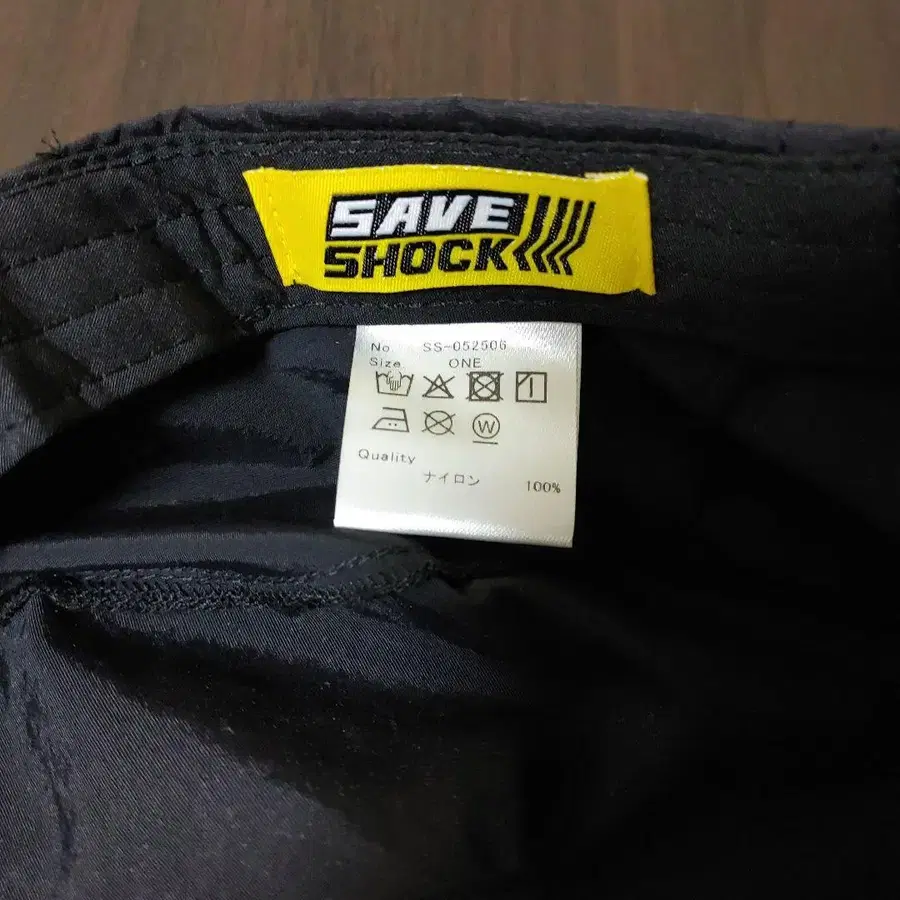 SAVE
SHOCK
No. SS-052506
Size ONE
W
Quality
ナイロン 100%